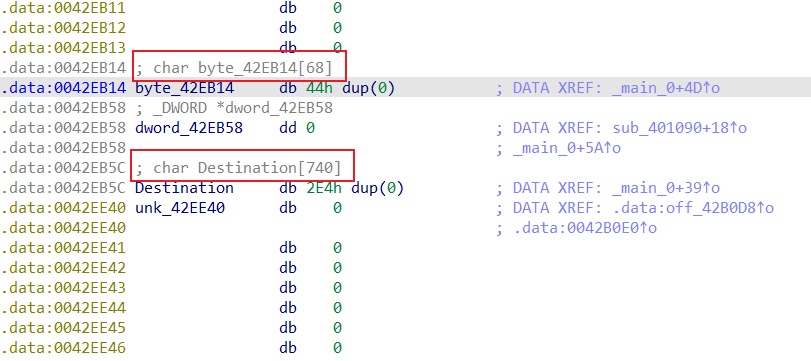 .data:0042EB11 db 0
.data:0042EB12 db 0
.data:0042EB13 db 0
.data:0042EB14 ; char byte_42EB14[68]
.data:0042EB14 byte_42EB14 db 44h dup(0) ; DATA XREF: _main_0+4D↑o
.data:0042EB58 ; _DWORD *dword_42EB58
.data:0042EB58 dword_42EB58 dd 0 ; DATA XREF: sub_401090+18↑o
.data:0042EB58 ; _main_0+5A↑o
.data:0042EB5C ; char Destination[740]
.data:0042EB5C Destination db 2E4h dup(0) ; DATA XREF: _main_0+39↑o
.data:0042EE40 unk_42EE40 db 0 ; DATA XREF: .data:off_42B0D8↑o
.data:0042EE40 ; .data:0042B0E0↑o
.data:0042EE41 db 0
.data:0042EE42 db 0
.data:0042EE43 db 0
.data:0042EE44 db 0
.data:0042EE45 db 0
.data:0042EE46 db 0